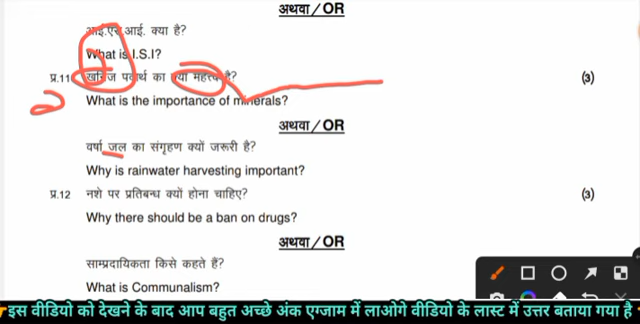 अथवा / OR
आई.एस.आई. क्या है?
What is I.S.I?
प्र.11 खनिज पदार्थ का क्या महत्त्व है? (3)
What is the importance of minerals?
अथवा / OR
वर्षा जल का संगृहण क्यों जरूरी है?
Why is rainwater harvesting important?
प्र.12 नशे पर प्रतिबन्ध क्यों होना चाहिए? (3)
Why there should be a ban on drugs?
अथवा / OR
साम्प्रदायिकता किसे कहते हैं?
What is Communalism?
इस वीडियो को देखने के बाद आप बहुत अच्छे अंक एग्जाम में लाओगे वीडियो के लास्ट में उत्तर बताया गया है